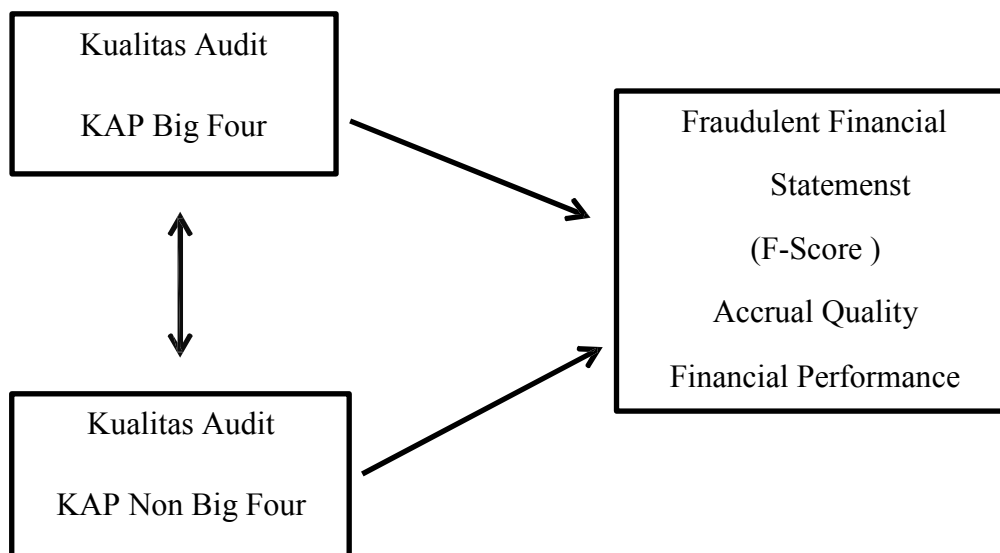 Kualitas Audit
KAP Big Four
Fraudulent Financial
Statemenst
(F-Score )
Accrual Quality
Financial Performance
Kualitas Audit
KAP Non Big Four